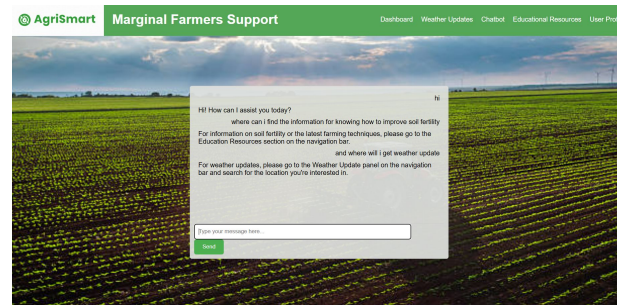 AgriSmart
Marginal Farmers Support
Dashboard Weather Updates Chatbot Educational Resources User
hi
Hi! How can I assist you today?
where can i find the information for knowing how to improve soil fertility
For information on soil fertility or the latest farming techniques, please go to the
Education Resources section on the navigation bar.
and where will i get weather update
For weather updates, please go to the Weather Update panel on the navigation
bar and search for the location you're interested in.
Type your message here...
Send